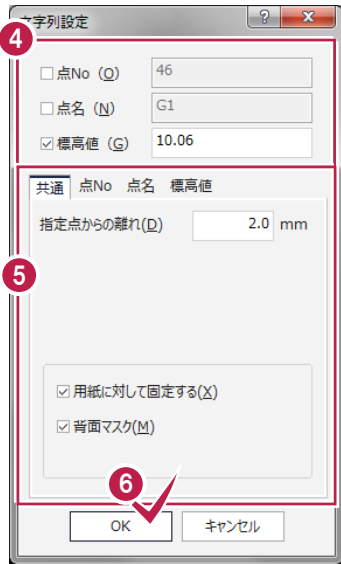 文字列設定
4
点No (O) 46
点名 (N) G1
標高値 (G) 10.06
共通 点No 点名 標高値
指定点からの離れ(D) 2.0 mm
5
用紙に対して固定する(X)
背面マスク(M)
6
OK キャンセル